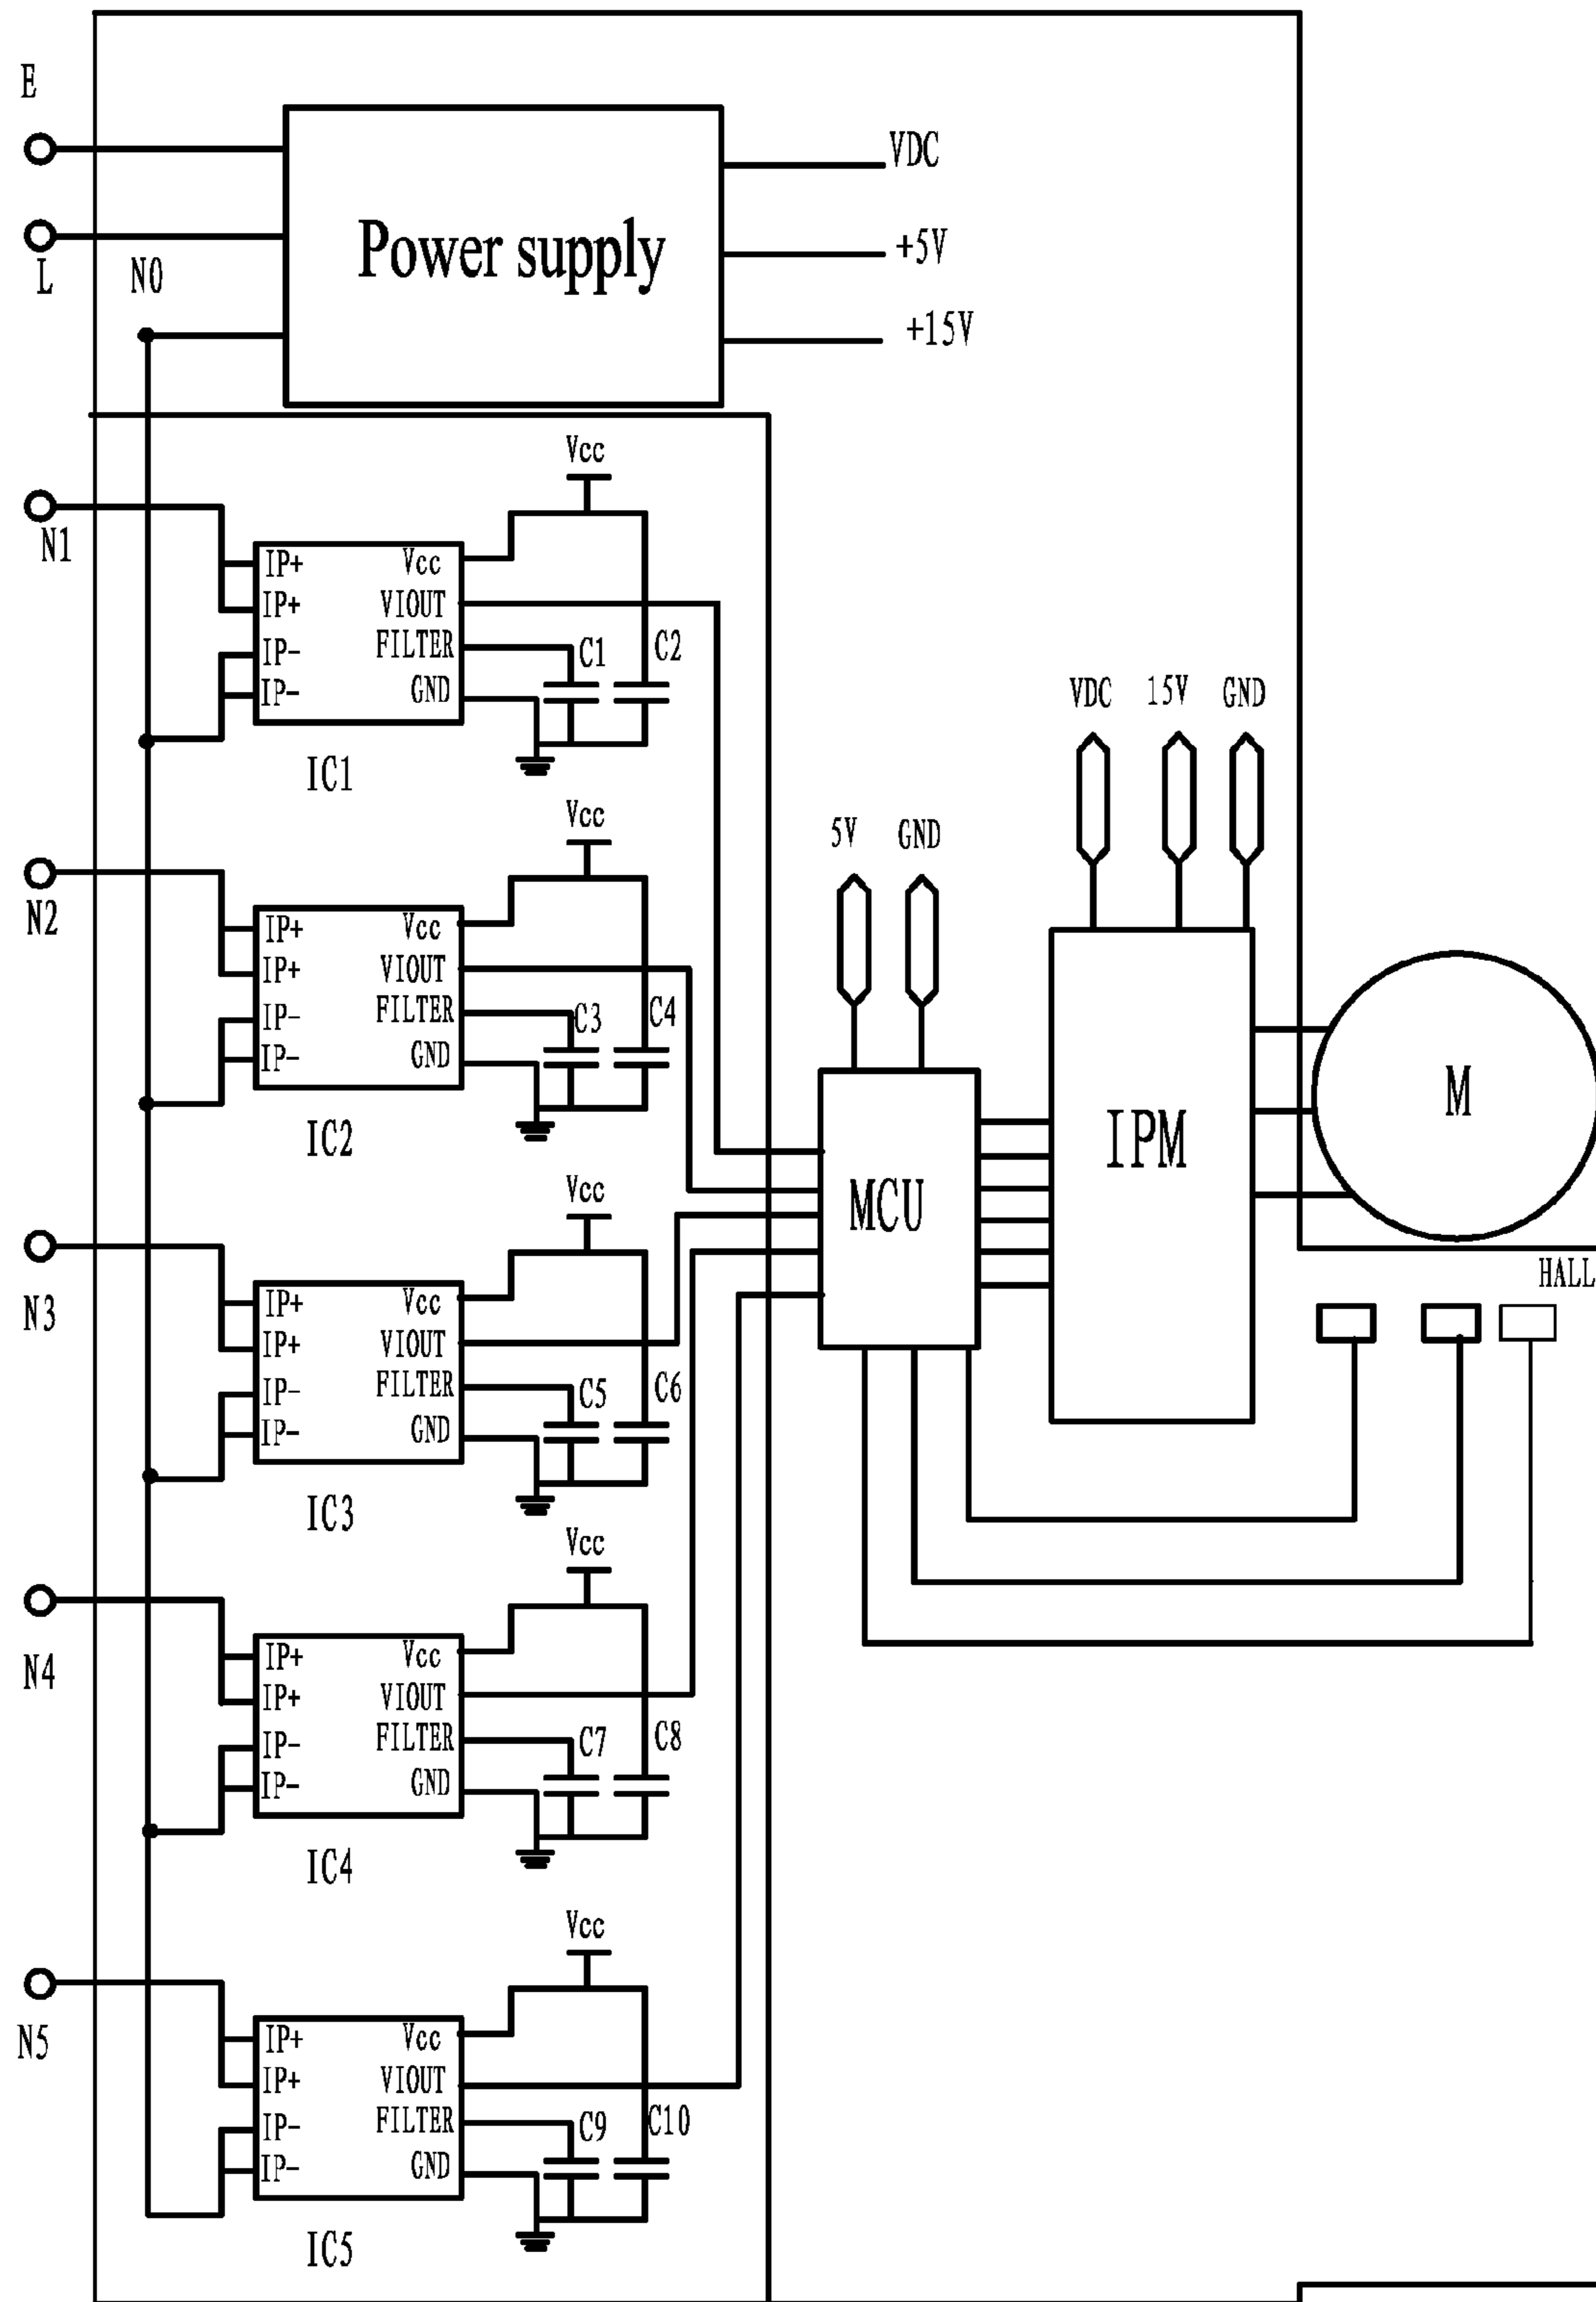 E
L
N0
Power supply
VDC
+5V
+15V
N1
Vcc
IP+
IP+
IP-
IP-
Vcc
VIOUT
FILTER
GND
C1
C2
IC1
N2
Vcc
IP+
IP+
IP-
IP-
Vcc
VIOUT
FILTER
GND
C3
C4
IC2
N3
Vcc
IP+
IP+
IP-
IP-
Vcc
VIOUT
FILTER
GND
C5
C6
IC3
N4
Vcc
IP+
IP+
IP-
IP-
Vcc
VIOUT
FILTER
GND
C7
C8
IC4
N5
Vcc
IP+
IP+
IP-
IP-
Vcc
VIOUT
FILTER
GND
C9
C10
IC5
5V
GND
MCU
VDC
15V
GND
IPM
M
HALL